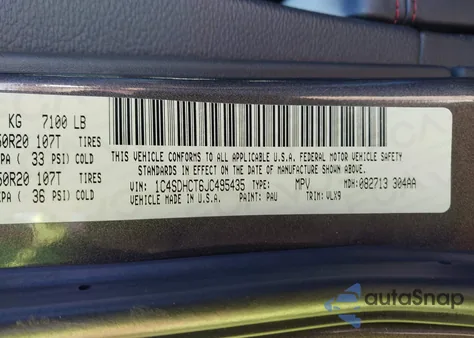 KG 7100 LB
50R20 107T TIRES
PA ( 33 PSI) COLD
50R20 107T TIRES
PA ( 36 PSI) COLD
THIS VEHICLE CONFORMS TO ALL APPLICABLE U.S.A. FEDERAL MOTOR VEHICLE SAFETY
STANDARDS IN EFFECT ON THE DATE OF MANUFACTURE SHOWN ABOVE.
VIN: 1C4SDHCT6JC495435 TYPE: MPV MDH: 082713 304AA
VEHICLE MADE IN U.S.A. PAINT: PAU TRIM: VLX9
autoSnap